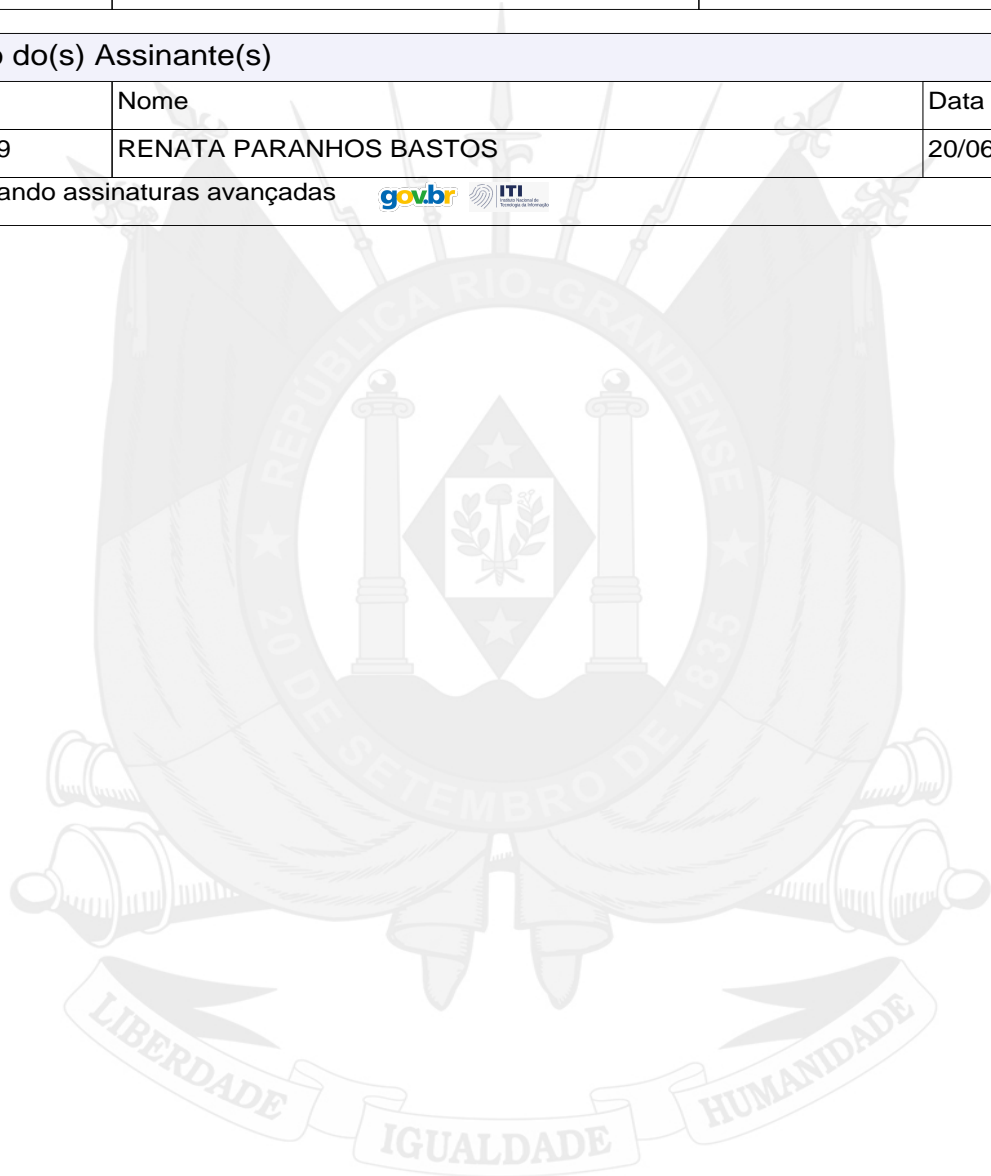 o do(s) Assinante(s)
Nome Data
9 RENATA PARANHOS BASTOS 20/06
ando assinaturas avançadas gov.br ITI
REPÚBLICA RIO-GRANDENSE
20 DE SETEMBRO DE 1835
LIBERDADE IGUALDADE HUMANIDADE